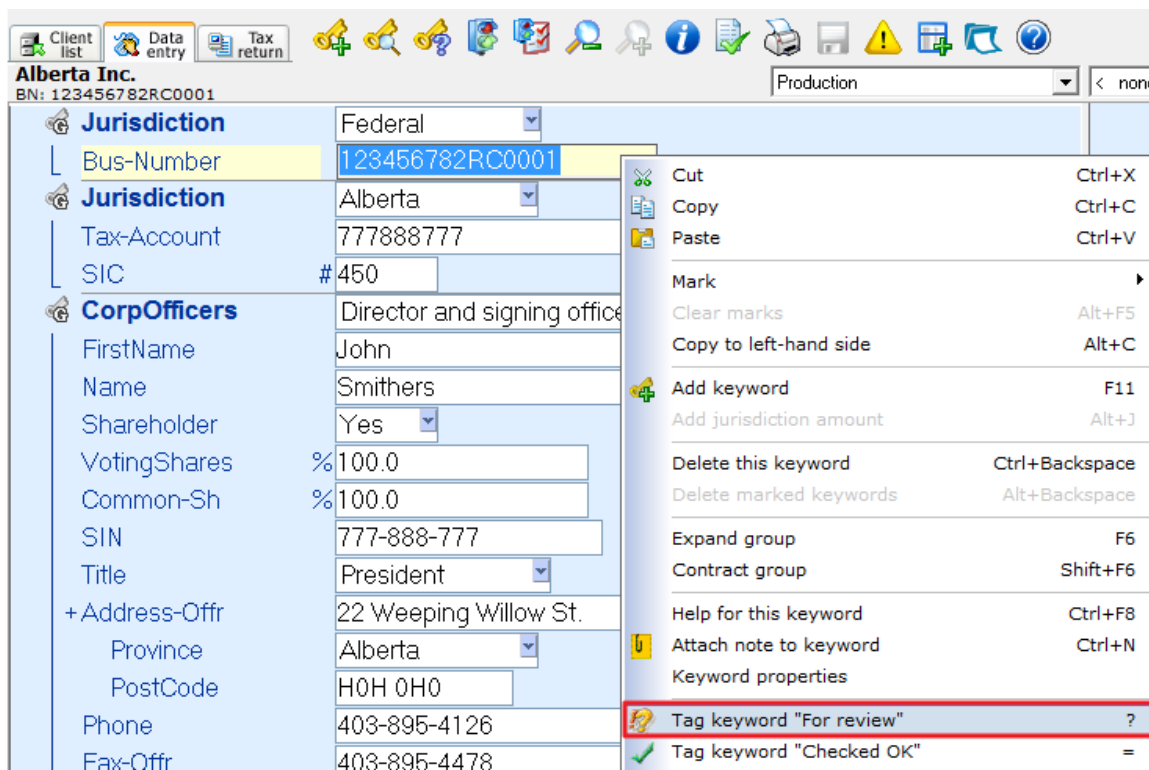 Client list
Data entry
Tax return
Alberta Inc.
BN: 123456782RC0001
Production
< non
Jurisdiction Federal
Bus-Number 123456782RC0001
Jurisdiction Alberta
Tax-Account 777888777
SIC # 450
CorpOfficers Director and signing office
FirstName John
Name Smithers
Shareholder Yes
VotingShares % 100.0
Common-Sh % 100.0
SIN 777-888-777
Title President
+Address-Offr 22 Weeping Willow St.
Province Alberta
PostCode H0H 0H0
Phone 403-895-4126
Fax-Offr 403-895-4478
Cut Ctrl+X
Copy Ctrl+C
Paste Ctrl+V
Mark
Clear marks Alt+F5
Copy to left-hand side Alt+C
Add keyword F11
Add jurisdiction amount Alt+J
Delete this keyword Ctrl+Backspace
Delete marked keywords Alt+Backspace
Expand group F6
Contract group Shift+F6
Help for this keyword Ctrl+F8
Attach note to keyword Ctrl+N
Keyword properties
Tag keyword "For review" ?
Tag keyword "Checked OK" =